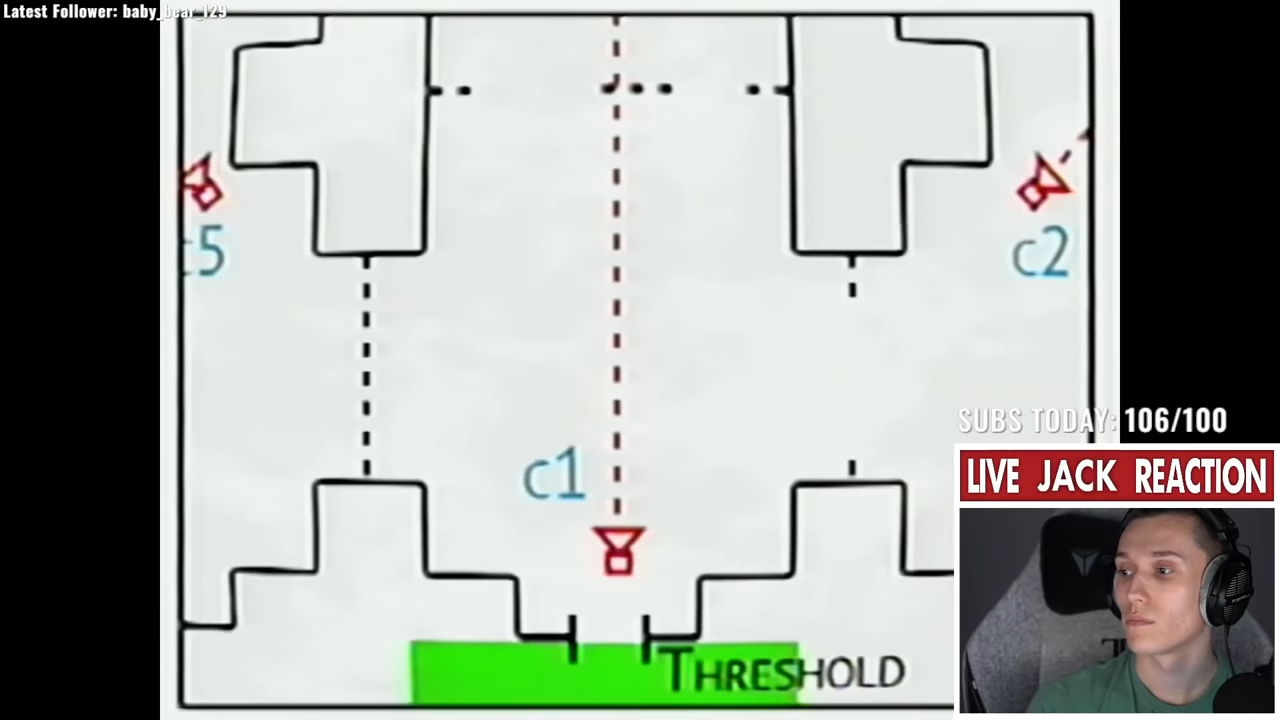 Latest Follower: baby_bear_129
c5
c2
c1
SUBS TODAY: 106/100
LIVE JACK REACTION
THRESHOLD